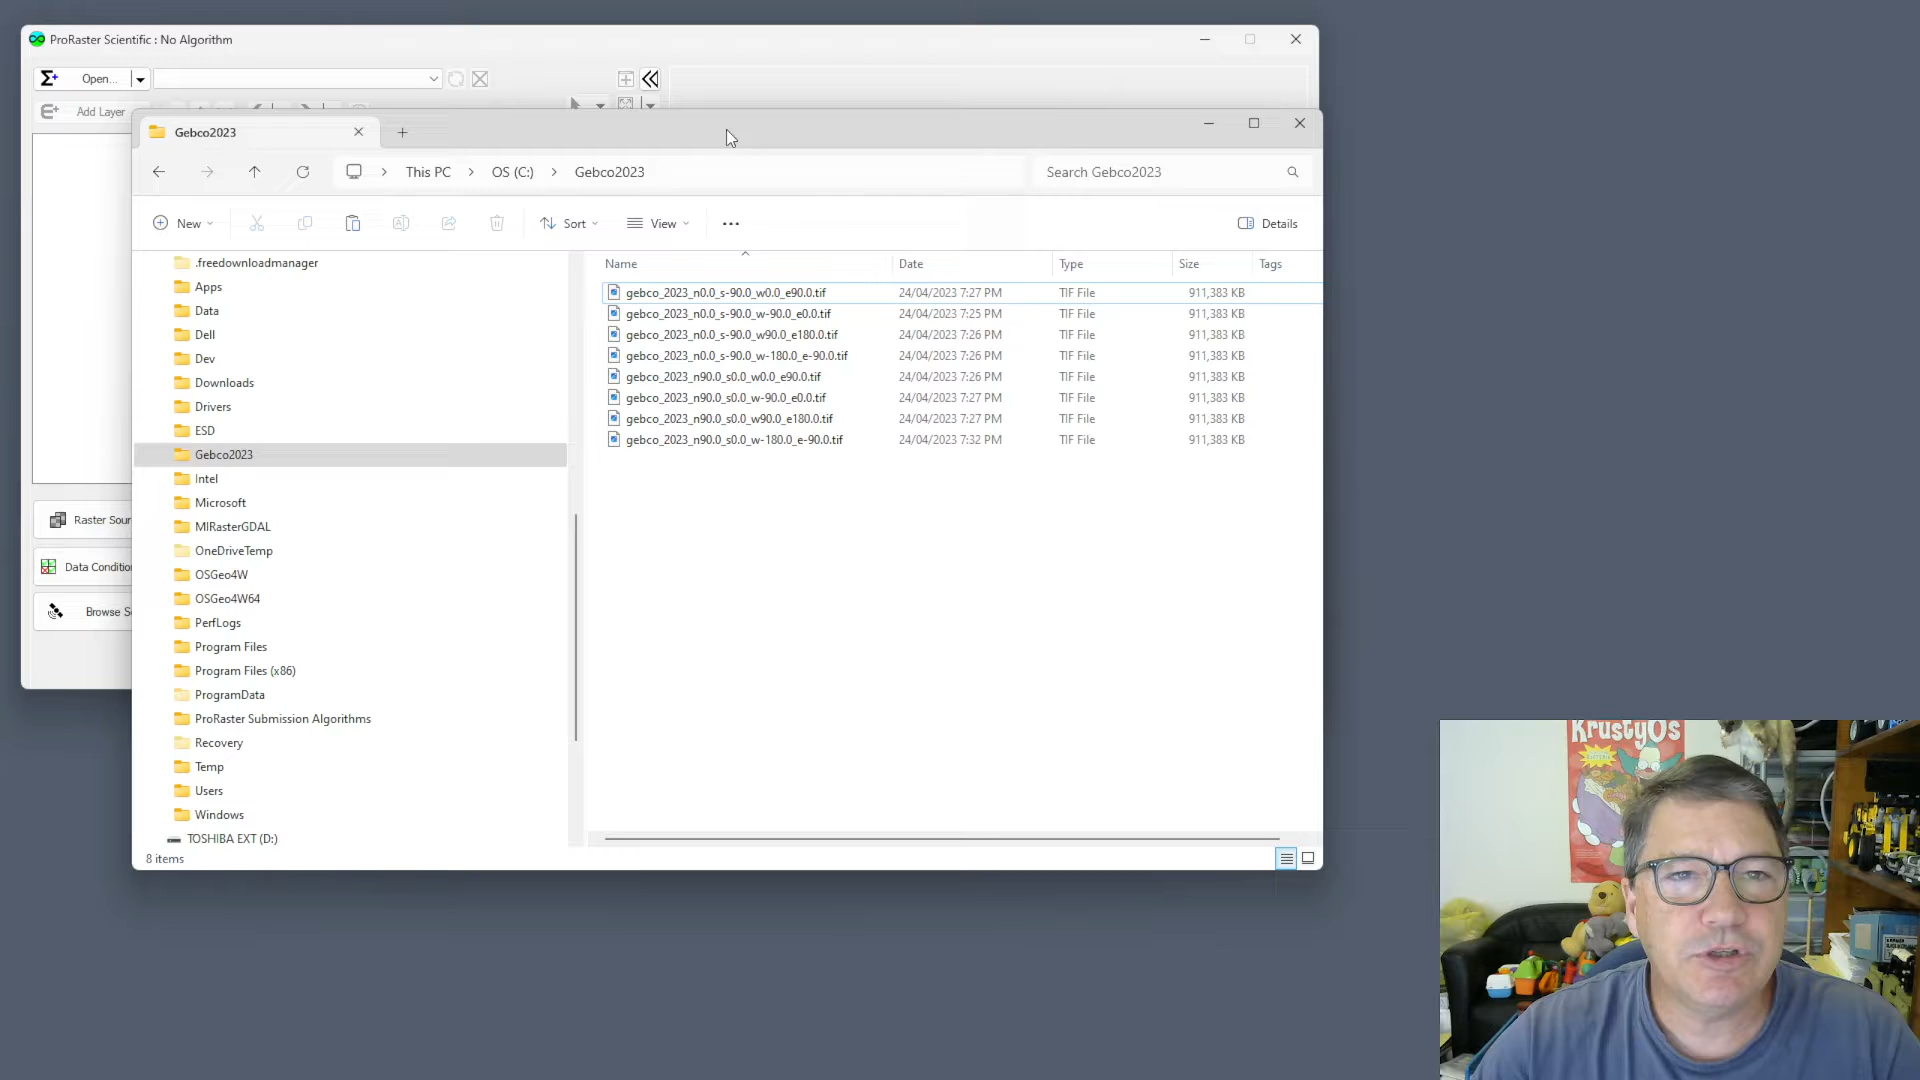 ProRaster Scientific : No Algorithm
Open...
Add Layer
Gebco2023
This PC > OS (C:) > Gebco2023
Search Gebco2023
New
Sort
View
Details
Name Date Type Size Tags
gebco_2023_n0.0_s-90.0_w0.0_e90.0.tif 24/04/2023 7:27 PM TIF File 911,383 KB
gebco_2023_n0.0_s-90.0_w-90.0_e0.0.tif 24/04/2023 7:25 PM TIF File 911,383 KB
gebco_2023_n0.0_s-90.0_w90.0_e180.0.tif 24/04/2023 7:26 PM TIF File 911,383 KB
gebco_2023_n0.0_s-90.0_w-180.0_e-90.0.tif 24/04/2023 7:26 PM TIF File 911,383 KB
gebco_2023_n90.0_s0.0_w0.0_e90.0.tif 24/04/2023 7:26 PM TIF File 911,383 KB
gebco_2023_n90.0_s0.0_w-90.0_e0.0.tif 24/04/2023 7:27 PM TIF File 911,383 KB
gebco_2023_n90.0_s0.0_w90.0_e180.0.tif 24/04/2023 7:27 PM TIF File 911,383 KB
gebco_2023_n90.0_s0.0_w-180.0_e-90.0.tif 24/04/2023 7:32 PM TIF File 911,383 KB
.freedownloadmanager
Apps
Data
Dell
Dev
Downloads
Drivers
ESD
Gebco2023
Intel
Microsoft
MIRasterGDAL
OneDriveTemp
OSGeo4W
OSGeo4W64
PerfLogs
Program Files
Program Files (x86)
ProgramData
ProRaster Submission Algorithms
Recovery
Temp
Users
Windows
TOSHIBA EXT (D:)
8 items
Raster Sour
Data Conditio
Browse S
KrustyO's